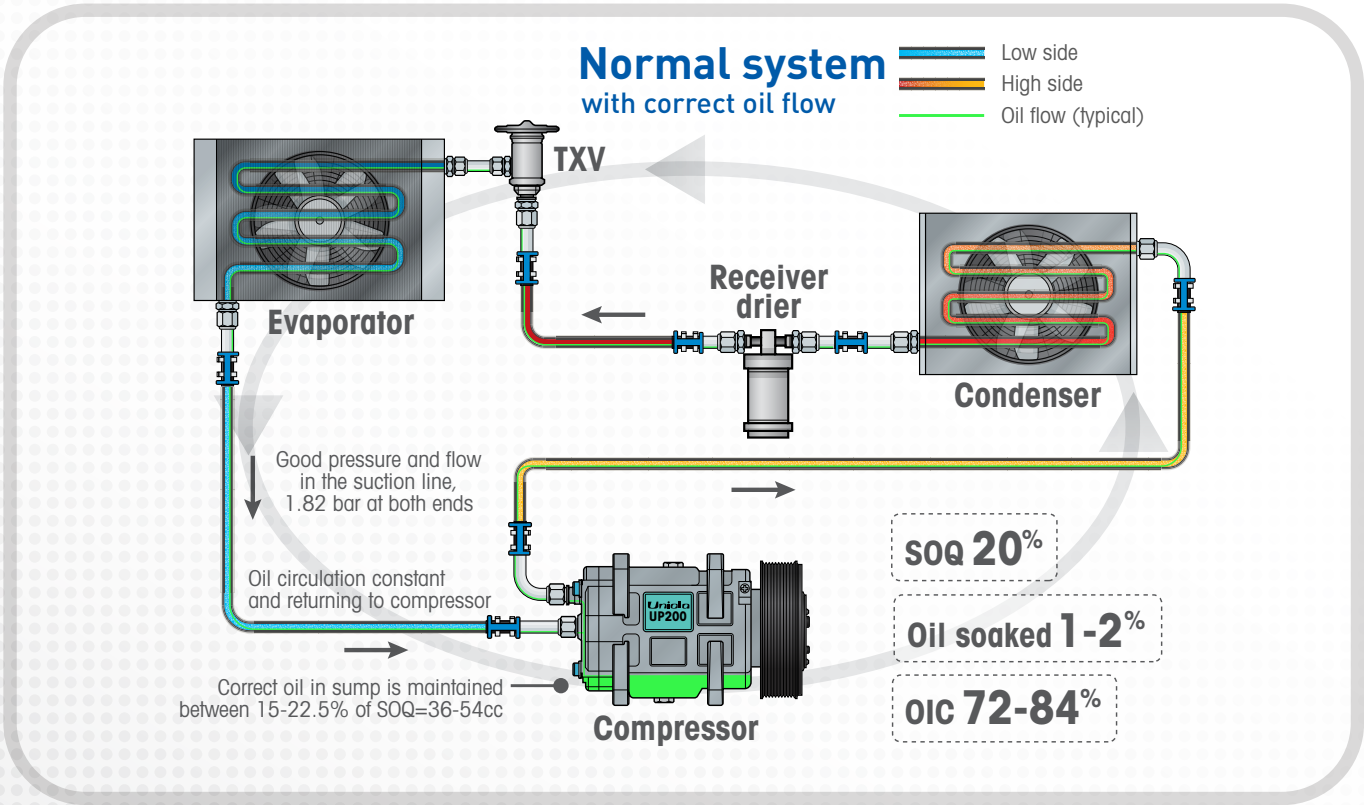 Normal system
with correct oil flow
Low side
High side
Oil flow (typical)
TXV
Evaporator
Receiver
drier
Condenser
Good pressure and flow
in the suction line,
1.82 bar at both ends
Oil circulation constant
and returning to compressor
Unicla
UP200
Correct oil in sump is maintained
between 15-22.5% of SOQ=36-54cc
Compressor
SOQ 20%
Oil soaked 1-2%
OIC 72-84%